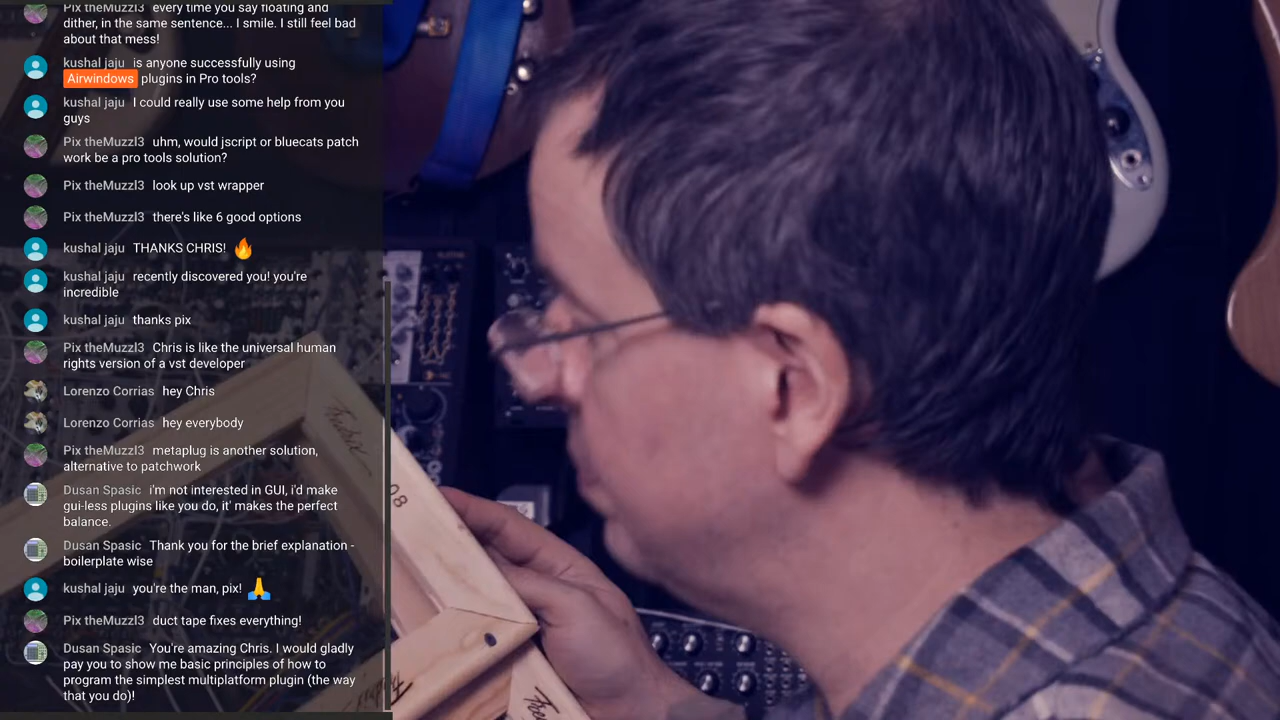 Pix theMuzzl3 every time you say floating and
dither, in the same sentence... I smile. I still feel bad
about that mess!
kushal jaju is anyone successfully using
Airwindows plugins in Pro tools?
kushal jaju I could really use some help from you
guys
Pix theMuzzl3 uhm, would jscript or bluecats patch
work be a pro tools solution?
Pix theMuzzl3 look up vst wrapper
Pix theMuzzl3 there's like 6 good options
kushal jaju THANKS CHRIS! 🔥
kushal jaju recently discovered you! you're
incredible
kushal jaju thanks pix
Pix theMuzzl3 Chris is like the universal human
rights version of a vst developer
Lorenzo Corrias hey Chris
Lorenzo Corrias hey everybody
Pix theMuzzl3 metaplug is another solution,
alternative to patchwork
Dusan Spasic i'm not interested in GUI, i'd make
gui-less plugins like you do, it' makes the perfect
balance.
Dusan Spasic Thank you for the brief explanation -
boilerplate wise
kushal jaju you're the man, pix! 🙏
Pix theMuzzl3 duct tape fixes everything!
Dusan Spasic You're amazing Chris. I would gladly
pay you to show me basic principles of how to
program the simplest multiplatform plugin (the way
that you do)!
Fredrix
08